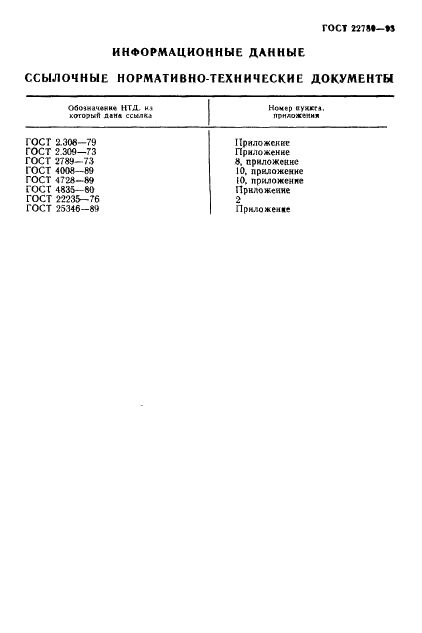 ГОСТ 22780—93
ИНФОРМАЦИОННЫЕ ДАННЫЕ
ССЫЛОЧНЫЕ НОРМАТИВНО-ТЕХНИЧЕСКИЕ ДОКУМЕНТЫ
Обозначение НТД, на который дана ссылка
Номер пункта, приложения
ГОСТ 2.308—79 Приложение
ГОСТ 2.309—73 Приложение
ГОСТ 2789—73 8, приложение
ГОСТ 4008—89 10, приложение
ГОСТ 4728—89 10, приложение
ГОСТ 4835—80 Приложение
ГОСТ 22235—76 2
ГОСТ 25346—89 Приложение